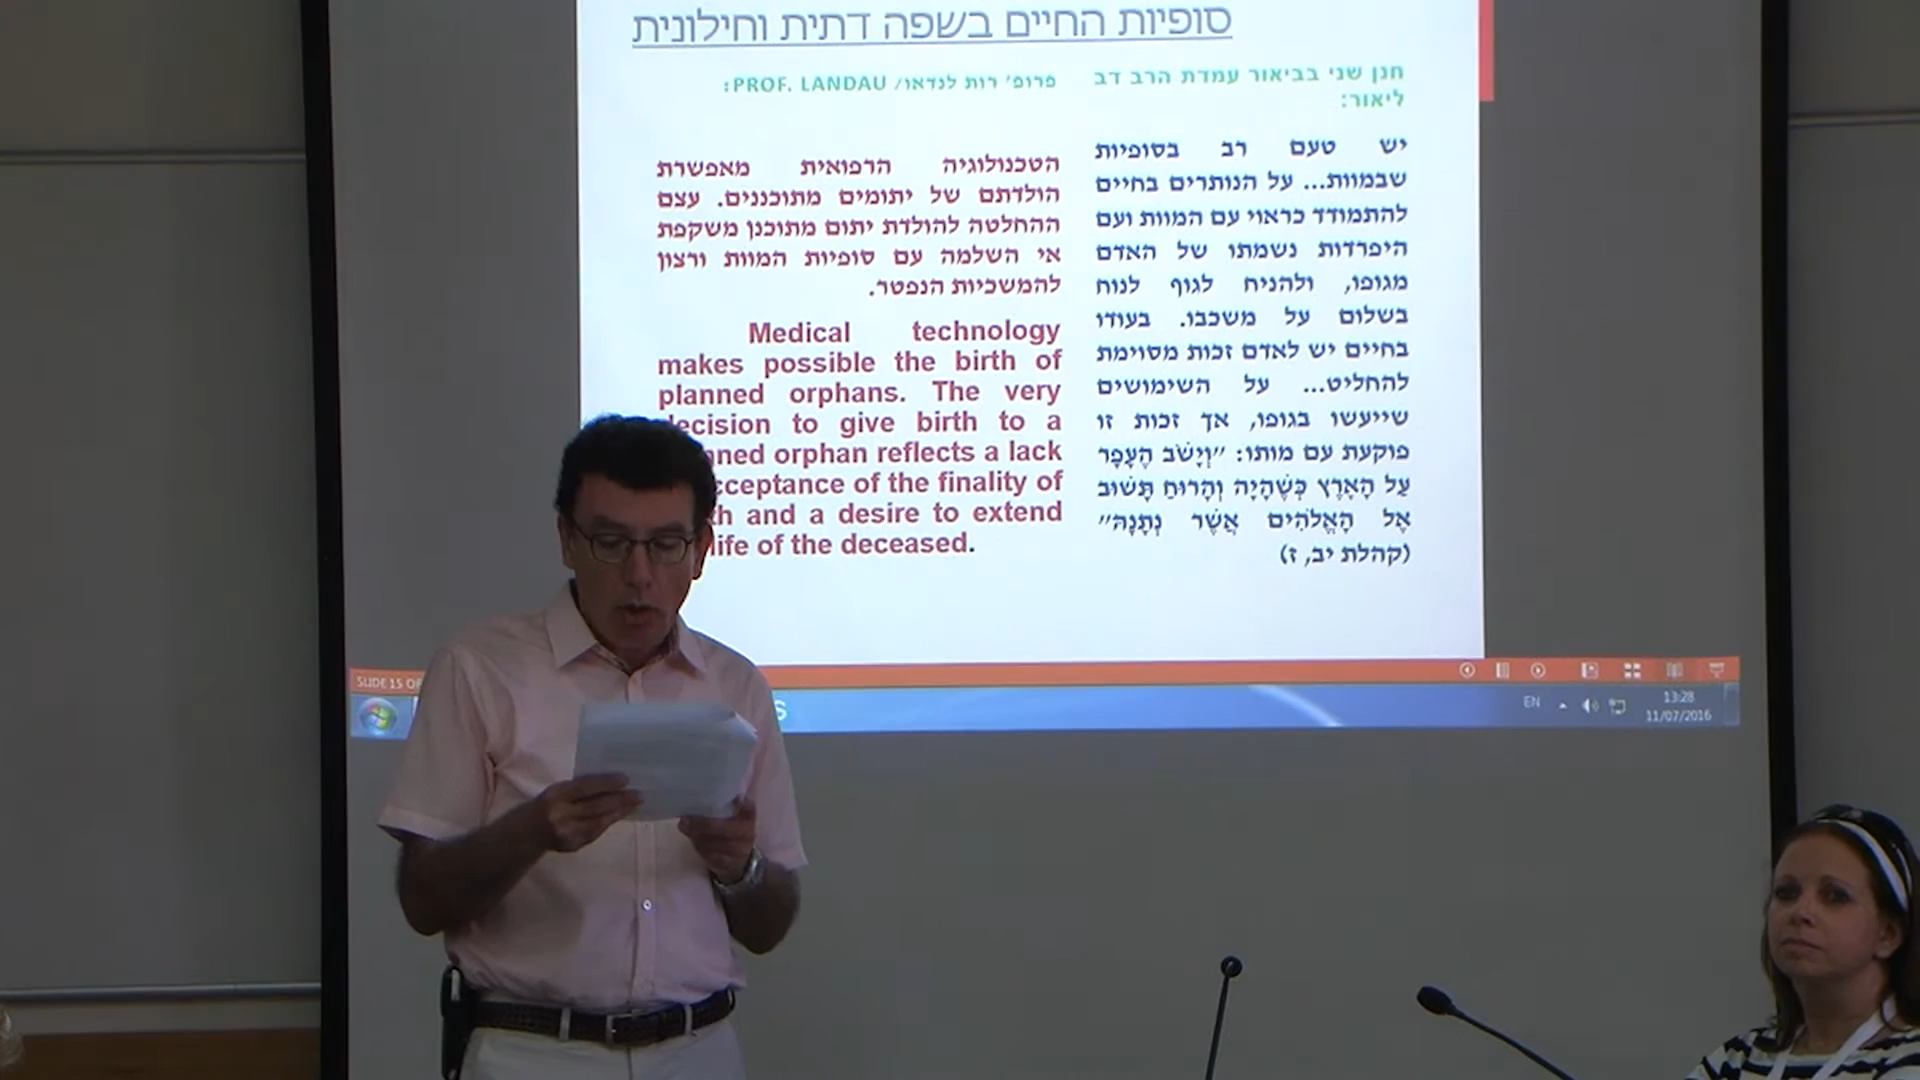 סופיות החיים בשפה דתית וחילונית
חנן שני בביאור עמדת הרב דב
ליאור:
יש טעם רב בסופיות
שבמוות... על הנותרים בחיים
להתמודד כראוי עם המוות ועם
היפרדות נשמתו של האדם
מגופו, ולהניח לגוף לנוח
בשלום על משכבו. בעודו
בחיים יש לאדם זכות מסוימת
להחליט... על השימושים
שייעשו בגופו, אך זכות זו
פוקעת עם מותו: "וְיָשֹׁב הֶעָפָר
עַל הָאָרֶץ כְּשֶׁהָיָה וְהָרוּחַ תָּשׁוּב
אֶל הָאֱלֹהִים אֲשֶׁר נְתָנָהּ"
(קהלת יב, ז)
פרופ' רות לנדאו/ PROF. LANDAU:
הטכנולוגיה הרפואית מאפשרת
הולדתם של יתומים מתוכננים. עצם
ההחלטה להולדת יתום מתוכנן משקפת
אי השלמה עם סופיות המוות ורצון
להמשכיות הנפטר.
Medical technology
makes possible the birth of
planned orphans. The very
decision to give birth to a
orphan reflects a lack
acceptance of the finality of
and a desire to extend
life of the deceased.
SLIDE 15 OF
EN
13:28
11/07/2016